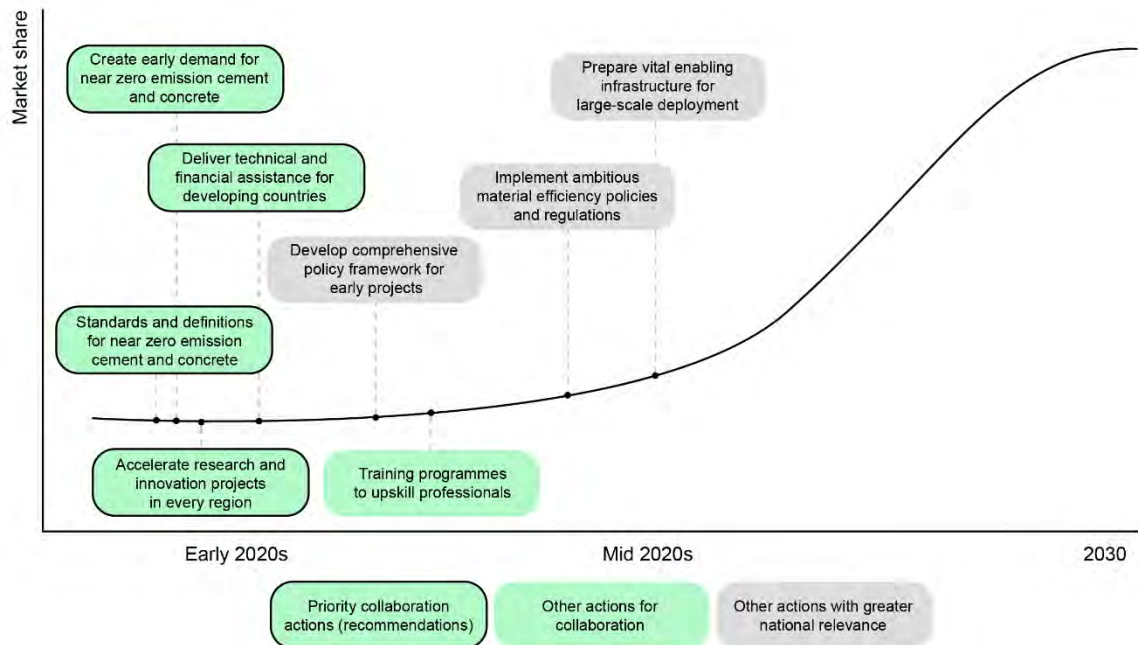 Market share
Create early demand for
near zero emission cement
and concrete
Prepare vital enabling
infrastructure for
large-scale deployment
Deliver technical and
financial assistance for
developing countries
Implement ambitious
material efficiency policies
and regulations
Develop comprehensive
policy framework for
early projects
Standards and definitions
for near zero emission
cement and concrete
Accelerate research and
innovation projects
in every region
Training programmes
to upskill professionals
Early 2020s
Mid 2020s
2030
Priority collaboration
actions (recommendations)
Other actions for
collaboration
Other actions with greater
national relevance